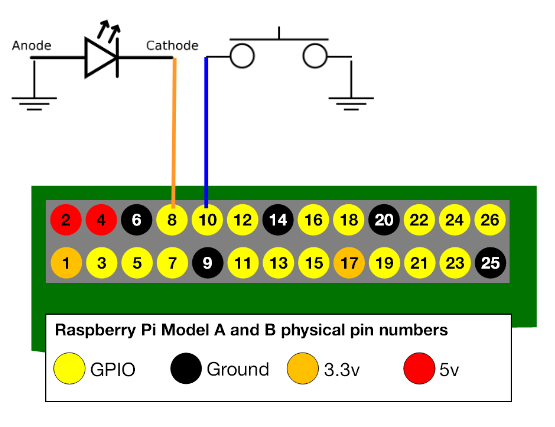 Anode Cathode
2 4 6 8 10 12 14 16 18 20 22 24 26
1 3 5 7 9 11 13 15 17 19 21 23 25
Raspberry Pi Model A and B physical pin numbers
GPIO Ground 3.3v 5v